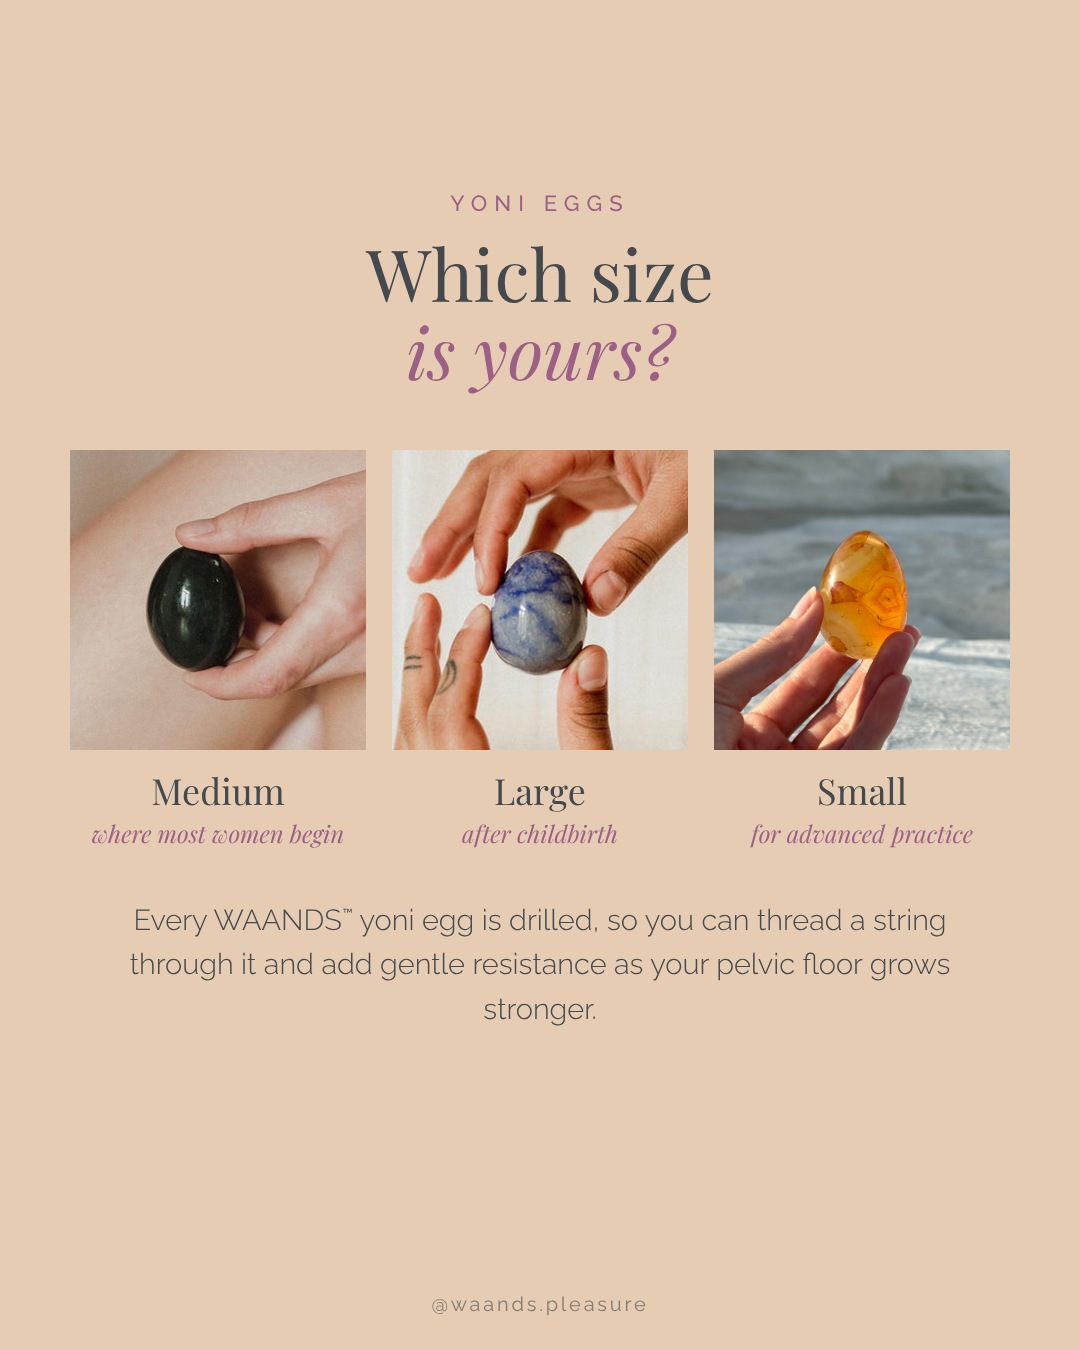 YONI EGGS
Which size
is yours?
Medium
where most women begin
Large
after childbirth
Small
for advanced practice
Every WAANDS™ yoni egg is drilled, so you can thread a string
through it and add gentle resistance as your pelvic floor grows
stronger.
@waands.pleasure